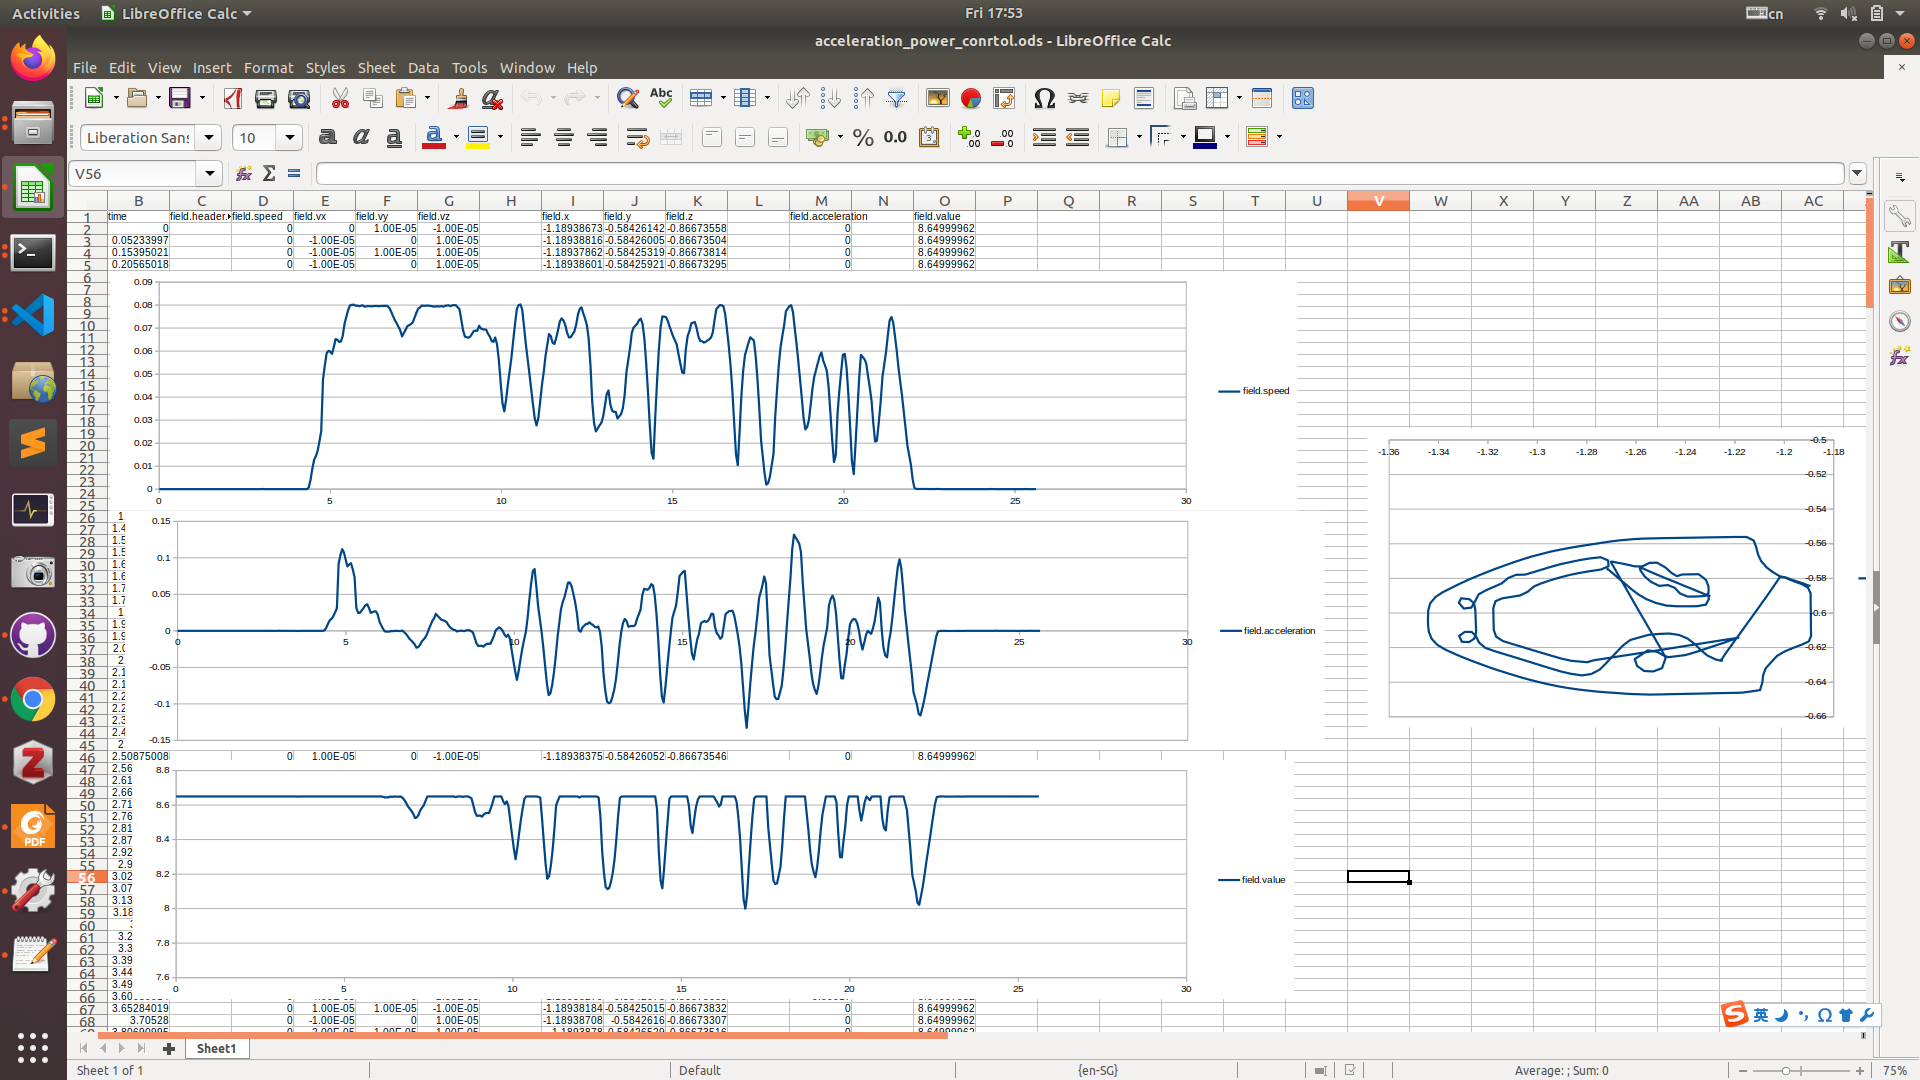 Activities
LibreOffice Calc
Fri 17:53
cn
acceleration_power_conrtol.ods - LibreOffice Calc
File Edit View Insert Format Styles Sheet Data Tools Window Help
Liberation Sans
10
V56
B C D E F G H I J K L M N O P Q R S T U V W X Y Z AA AB AC
1 time field.header. field.speed field.vx field.vy field.vz field.x field.y field.z field.acceleration field.value
2 0 0 0 1.00E-05 -1.00E-05 -1.18938673 -0.58426142 -0.86673558 0 8.64999962
3 0.05233997 0 -1.00E-05 0 1.00E-05 -1.18938816 -0.58426005 -0.86673504 0 8.64999962
4 0.15395021 0 -1.00E-05 1.00E-05 1.00E-05 -1.18937862 -0.58425319 -0.86673814 0 8.64999962
5 0.20565018 0 -1.00E-05 0 1.00E-05 -1.18938601 -0.58425921 -0.86673295 0 8.64999962
0.09
0.08
0.07
0.06
0.05
0.04
0.03
0.02
0.01
0
0 5 10 15 20 25 30
field.speed
0.15
0.1
0.05
0
-0.05
-0.1
-0.15
0 5 10 15 20 25 30
field.acceleration
-1.36 -1.34 -1.32 -1.3 -1.28 -1.26 -1.24 -1.22 -1.2 -1.18
-0.5
-0.52
-0.54
-0.56
-0.58
-0.6
-0.62
-0.64
-0.66
46 2.50875008 0 1.00E-05 0 -1.00E-05 -1.18938375 -0.58426052 -0.86673546 0 8.64999962
8.8
8.6
8.4
8.2
8
7.8
7.6
0 5 10 15 20 25 30
field.value
67 3.65284019 0 1.00E-05 1.00E-05 -1.00E-05 -1.18938184 -0.58425015 -0.86673832 0 8.64999962
68 3.70528 0 -1.00E-05 0 1.00E-05 -1.18938708 -0.5842616 -0.86673307 0 8.64999962
英
Sheet1
Sheet 1 of 1
Default
{en-SG}
Average: ; Sum: 0
75%